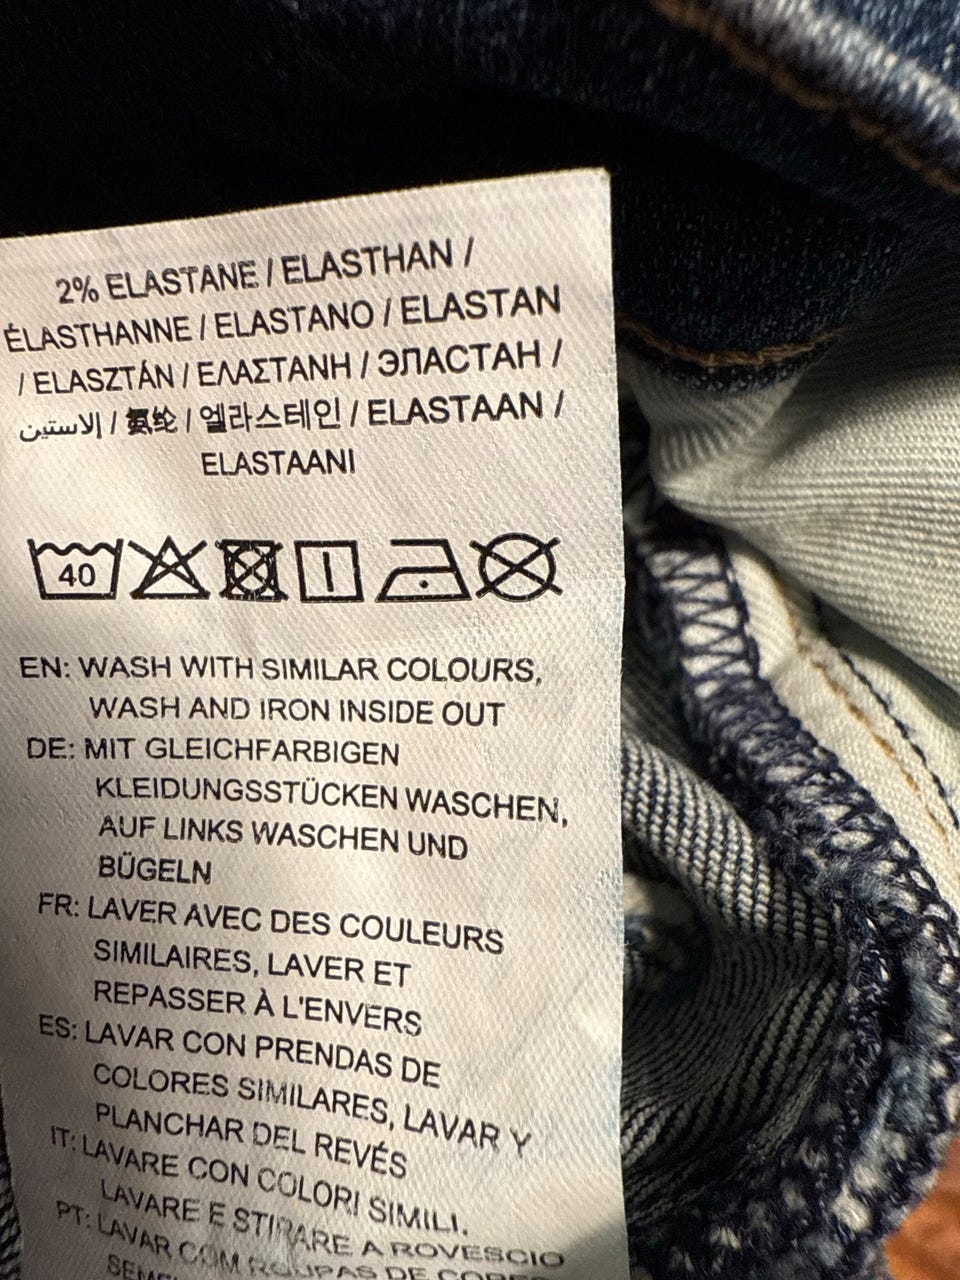 2% ELASTANE / ELASTHAN /
ÉLASTHANNE / ELASTANO / ELASTAN
/ ELASZTÁN / ΕΛΑΣΤΑΝΗ / ЭЛАСТАН /
الاستين / 氨纶 / 엘라스테인 / ELASTAAN /
ELASTAANI
40
EN: WASH WITH SIMILAR COLOURS,
WASH AND IRON INSIDE OUT
DE: MIT GLEICHFARBIGEN
KLEIDUNGSSTÜCKEN WASCHEN,
AUF LINKS WASCHEN UND
BÜGELN
FR: LAVER AVEC DES COULEURS
SIMILAIRES, LAVER ET
REPASSER À L'ENVERS
ES: LAVAR CON PRENDAS DE
COLORES SIMILARES, LAVAR Y
PLANCHAR DEL REVÉS
IT: LAVARE CON COLORI SIMILI.
LAVARE E STIRARE A ROVESCIO
PT: LAVAR COM ROUPAS DE CORES